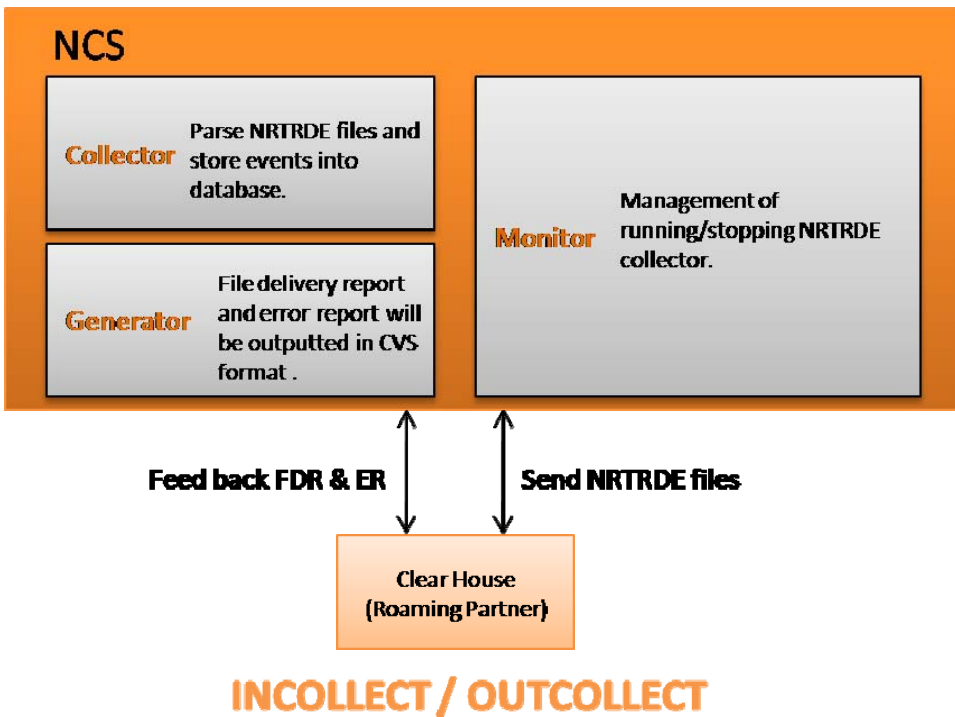 NCS
Collector
Parse NRTRDE files and
store events into
database.
Generator
File delivery report
and error report will
be outputted in CVS
format .
Monitor
Management of
running/stopping NRTRDE
collector.
Feed back FDR & ER
Send NRTRDE files
Clear House
(Roaming Partner)
INCOLLECT / OUTCOLLECT